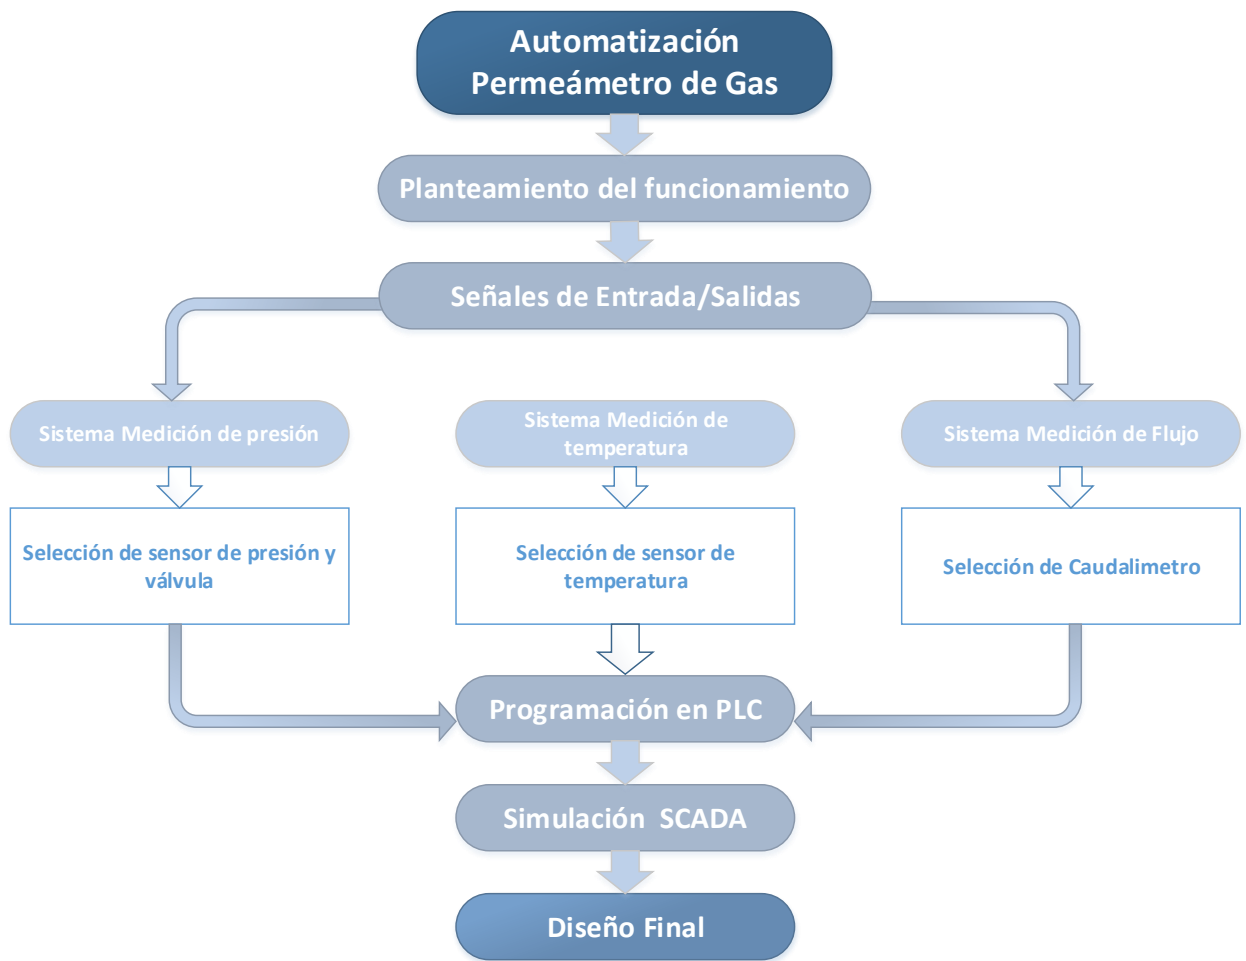 Automatización
Permeámetro de Gas
Planteamiento del funcionamiento
Señales de Entrada/Salidas
Sistema Medición de presión
Sistema Medición de
temperatura
Sistema Medición de Flujo
Selección de sensor de presión y
válvula
Selección de sensor de
temperatura
Selección de Caudalimetro
Programación en PLC
Simulación  SCADA
Diseño Final